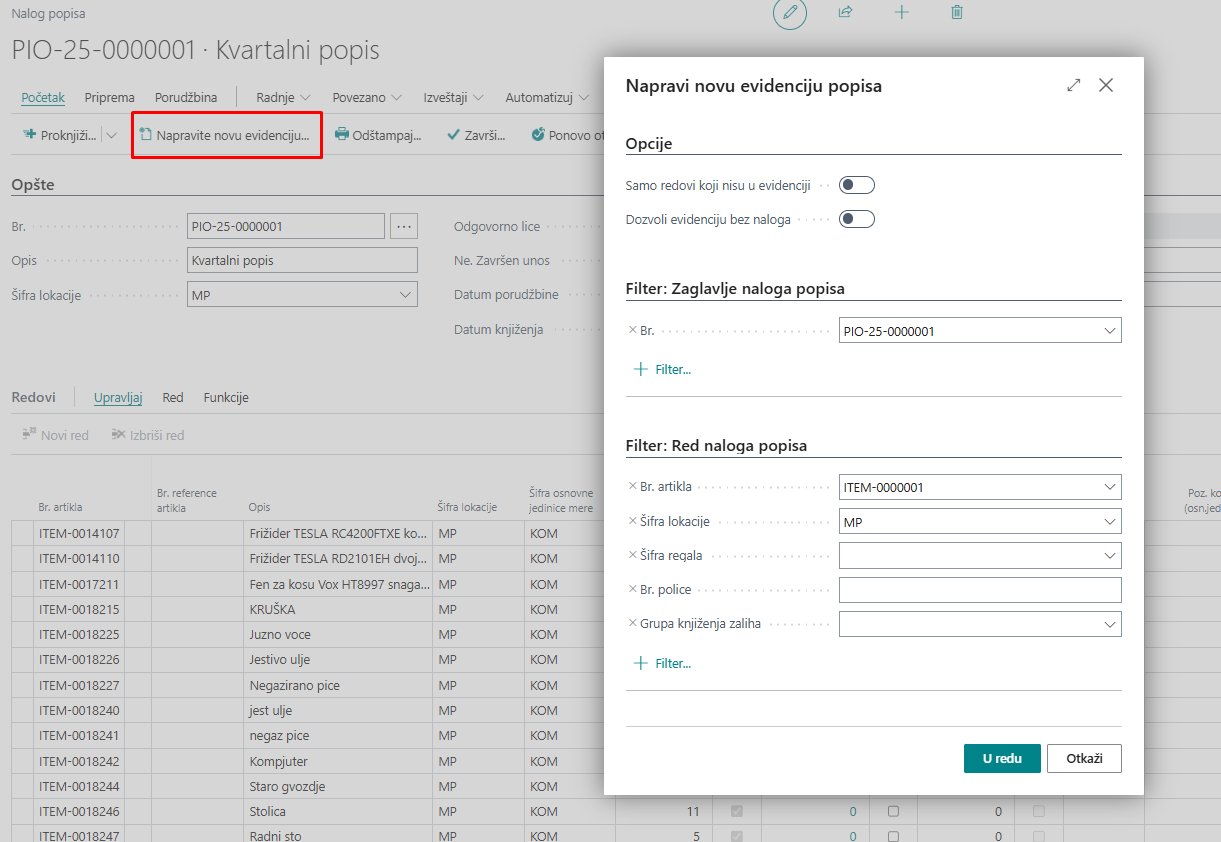 Nalog popisa
PIO-25-0000001 · Kvartalni popis
Početak Priprema Porudžbina Radnje Povezano Izveštaji Automatizuj
Proknjiži... Napravite novu evidenciju... Odštampaj... Završi... Ponovo ot
Opšte
Br. PIO-25-0000001 ... Odgovorno lice
Opis Kvartalni popis Ne. Završen unos
Šifra lokacije MP Datum porudžbine
Datum knjiženja
Redovi Upravljaj Red Funkcije
Novi red Izbriši red
Br. artikla Br. reference artikla Opis Šifra lokacije Šifra osnovne jedinice mere Poz. ko (osn.jed
ITEM-0014107 Frižider TESLA RC4200FTXE ko... MP KOM
ITEM-0014110 Frižider TESLA RD2101EH dvoj... MP KOM
ITEM-0017211 Fen za kosu Vox HT8997 snaga... MP KOM
ITEM-0018215 KRUŠKA MP KOM
ITEM-0018225 Juzno voce MP KOM
ITEM-0018226 Jestivo ulje MP KOM
ITEM-0018227 Negazirano pice MP KOM
ITEM-0018240 jest ulje MP KOM
ITEM-0018241 negaz pice MP KOM
ITEM-0018242 Kompjuter MP KOM
ITEM-0018244 Staro gvozdje MP KOM
ITEM-0018246 Stolica MP KOM 11 0 0
ITEM-0018247 Radni sto MP KOM 5 0 0
Napravi novu evidenciju popisa
Opcije
Samo redovi koji nisu u evidenciji
Dozvoli evidenciju bez naloga
Filter: Zaglavlje naloga popisa
Br. PIO-25-0000001
Filter...
Filter: Red naloga popisa
Br. artikla ITEM-0000001
Šifra lokacije MP
Šifra regala
Br. police
Grupa knjiženja zaliha
Filter...
U redu Otkaži